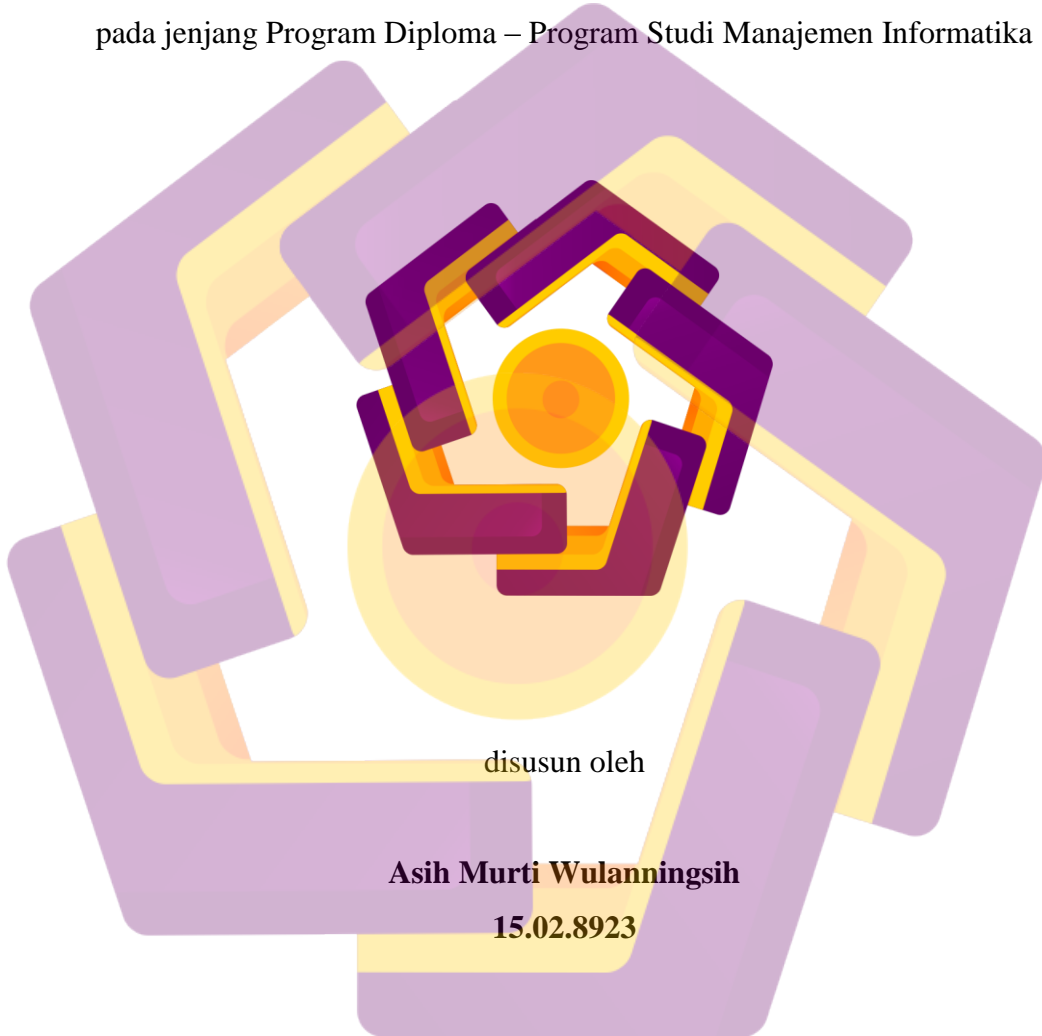 pada jenjang Program Diploma – Program Studi Manajemen Informatika
disusun oleh
Asih Murti Wulanningsih
15.02.8923